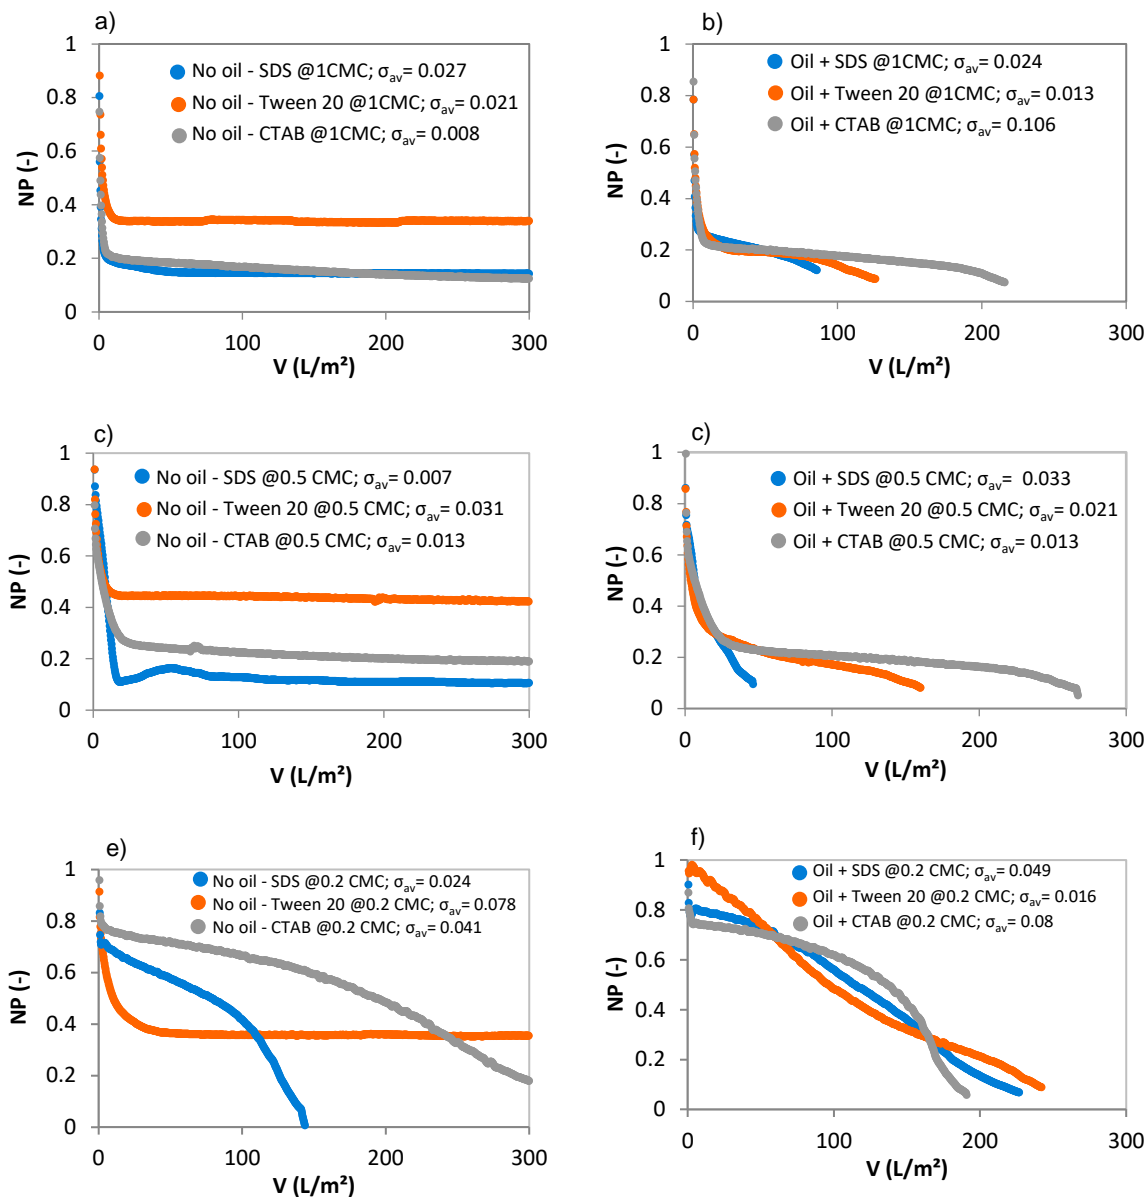 a)
1
0.8
0.6
0.4
0.2
0
NP (-)
No oil - SDS @1CMC; σav= 0.027
No oil - Tween 20 @1CMC; σav= 0.021
No oil - CTAB @1CMC; σav= 0.008
0 100 200 300
V (L/m²)
b)
1
0.8
0.6
0.4
0.2
0
NP (-)
Oil + SDS @1CMC; σav= 0.024
Oil + Tween 20 @1CMC; σav= 0.013
Oil + CTAB @1CMC; σav= 0.106
0 100 200 300
V (L/m²)
c)
1
0.8
0.6
0.4
0.2
0
NP (-)
No oil - SDS @0.5 CMC; σav= 0.007
No oil - Tween 20 @0.5 CMC; σav= 0.031
No oil - CTAB @0.5 CMC; σav= 0.013
0 100 200 300
V (L/m²)
c)
1
0.8
0.6
0.4
0.2
0
NP (-)
Oil + SDS @0.5 CMC; σav= 0.033
Oil + Tween 20 @0.5 CMC; σav= 0.021
Oil + CTAB @0.5 CMC; σav= 0.013
0 100 200 300
V (L/m²)
e)
1
0.8
0.6
0.4
0.2
0
NP (-)
No oil - SDS @0.2 CMC; σav= 0.024
No oil - Tween 20 @0.2 CMC; σav= 0.078
No oil - CTAB @0.2 CMC; σav= 0.041
0 100 200 300
V (L/m²)
f)
1
0.8
0.6
0.4
0.2
0
NP (-)
Oil + SDS @0.2 CMC; σav= 0.049
Oil + Tween 20 @0.2 CMC; σav= 0.016
Oil + CTAB @0.2 CMC; σav= 0.08
0 100 200 300
V (L/m²)